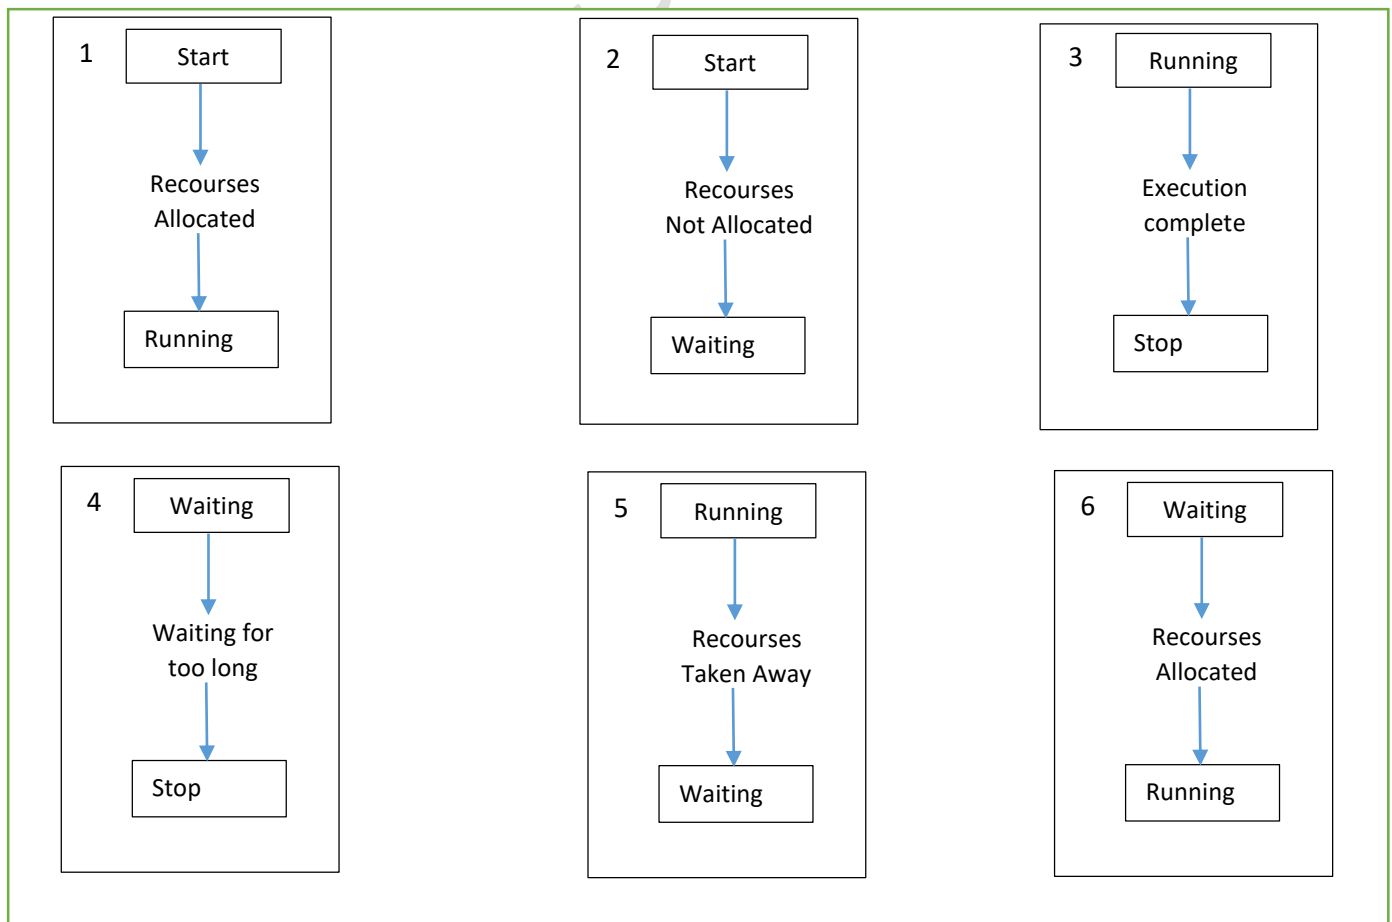 1
Start
Recourses
Allocated
Running
2
Start
Recourses
Not Allocated
Waiting
3
Running
Execution
complete
Stop
4
Waiting
Waiting for
too long
Stop
5
Running
Recourses
Taken Away
Waiting
6
Waiting
Recourses
Allocated
Running